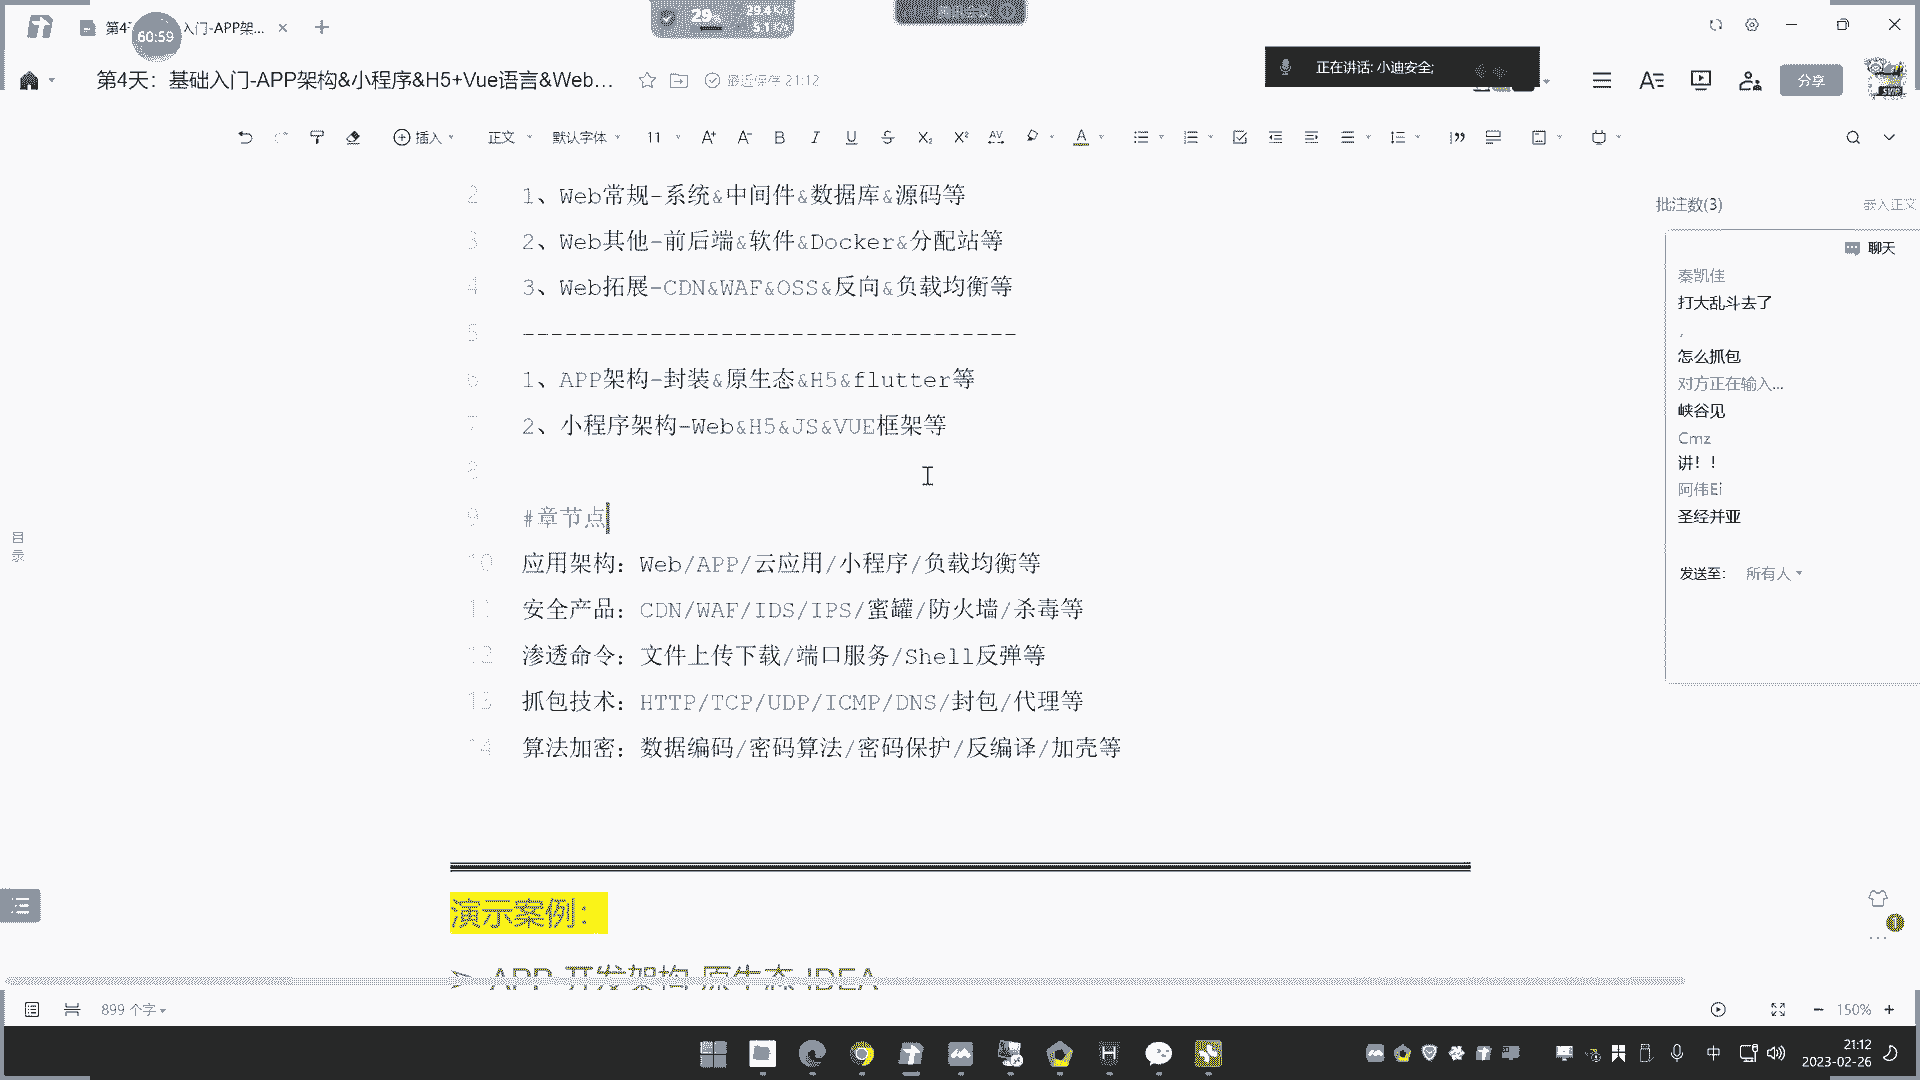 第4天
入门-APP架...
60:59
29%
29.4K/s
5.1K/s
正在讲话: 小迪安全;
第4天：基础入门-APP架构&小程序&H5+Vue语言&Web...
最近保存 21:12
分享
插入
正文
默认字体
11
2 1、Web常规-系统&中间件&数据库&源码等
3 2、Web其他-前后端&软件&Docker&分配站等
4 3、Web拓展-CDN&WAF&OSS&反向&负载均衡等
5 ----------------------------------
6 1、APP架构-封装&原生态&H5&flutter等
7 2、小程序架构-Web&H5&JS&VUE框架等
8
9 #章节点
10 应用架构：Web/APP/云应用/小程序/负载均衡等
11 安全产品：CDN/WAF/IDS/IPS/蜜罐/防火墙/杀毒等
12 渗透命令：文件上传下载/端口服务/Shell反弹等
13 抓包技术：HTTP/TCP/UDP/ICMP/DNS/封包/代理等
14 算法加密：数据编码/密码算法/密码保护/反编译/加壳等
演示案例：
➢ APP-开发架构-原生态-IDEA
目录
批注数(3)
嵌入正文
聊天
秦凯佳
打大乱斗去了
,
怎么抓包
对方正在输入...
峡谷见
Cmz
讲！！
阿伟Ei
圣经并亚
发送至: 所有人
899 个字
150%
中
21:12
2023-02-26